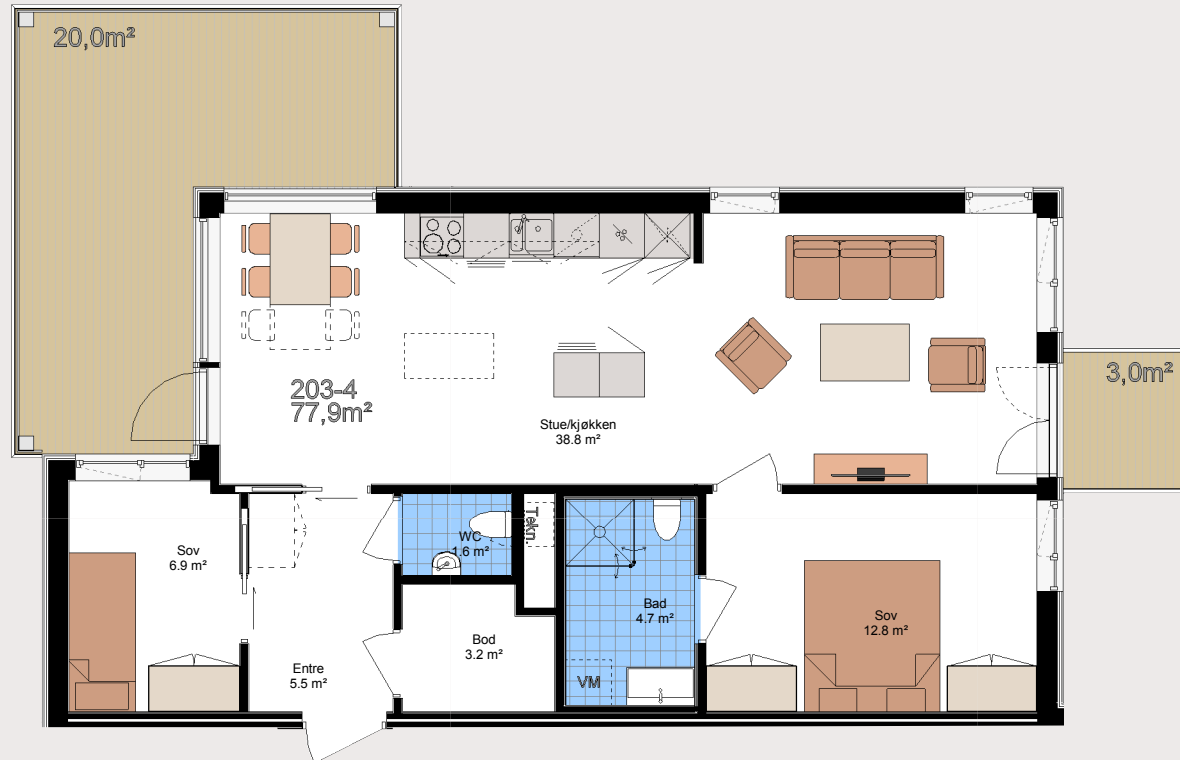 20,0m²
3,0m²
203-4
77,9m²
Stue/kjøkken
38.8 m²
Sov
6.9 m²
WC
1.6 m²
Tekn.
Bad
4.7 m²
Sov
12.8 m²
Bod
3.2 m²
Entre
5.5 m²
VM